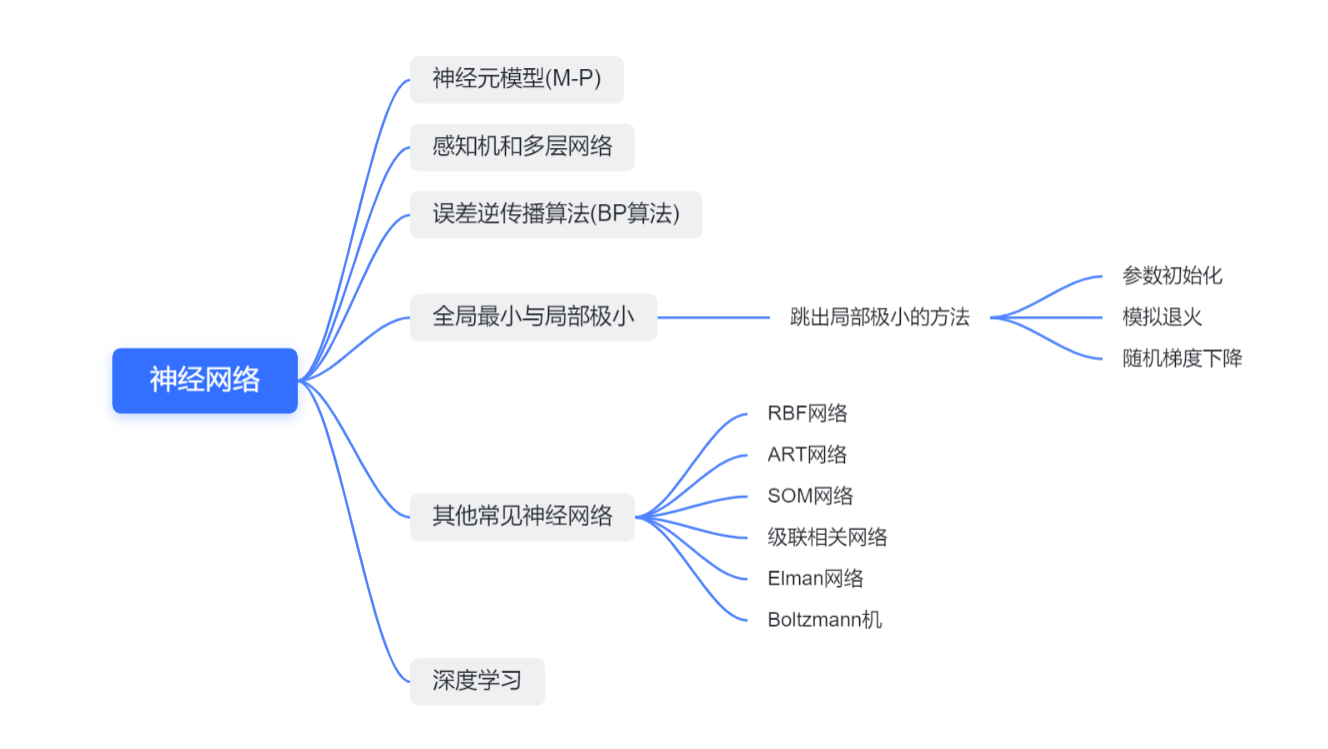 神经网络
神经元模型(M-P)
感知机和多层网络
误差逆传播算法(BP算法)
全局最小与局部极小
跳出局部极小的方法
参数初始化
模拟退火
随机梯度下降
其他常见神经网络
RBF网络
ART网络
SOM网络
级联相关网络
Elman网络
Boltzmann机
深度学习